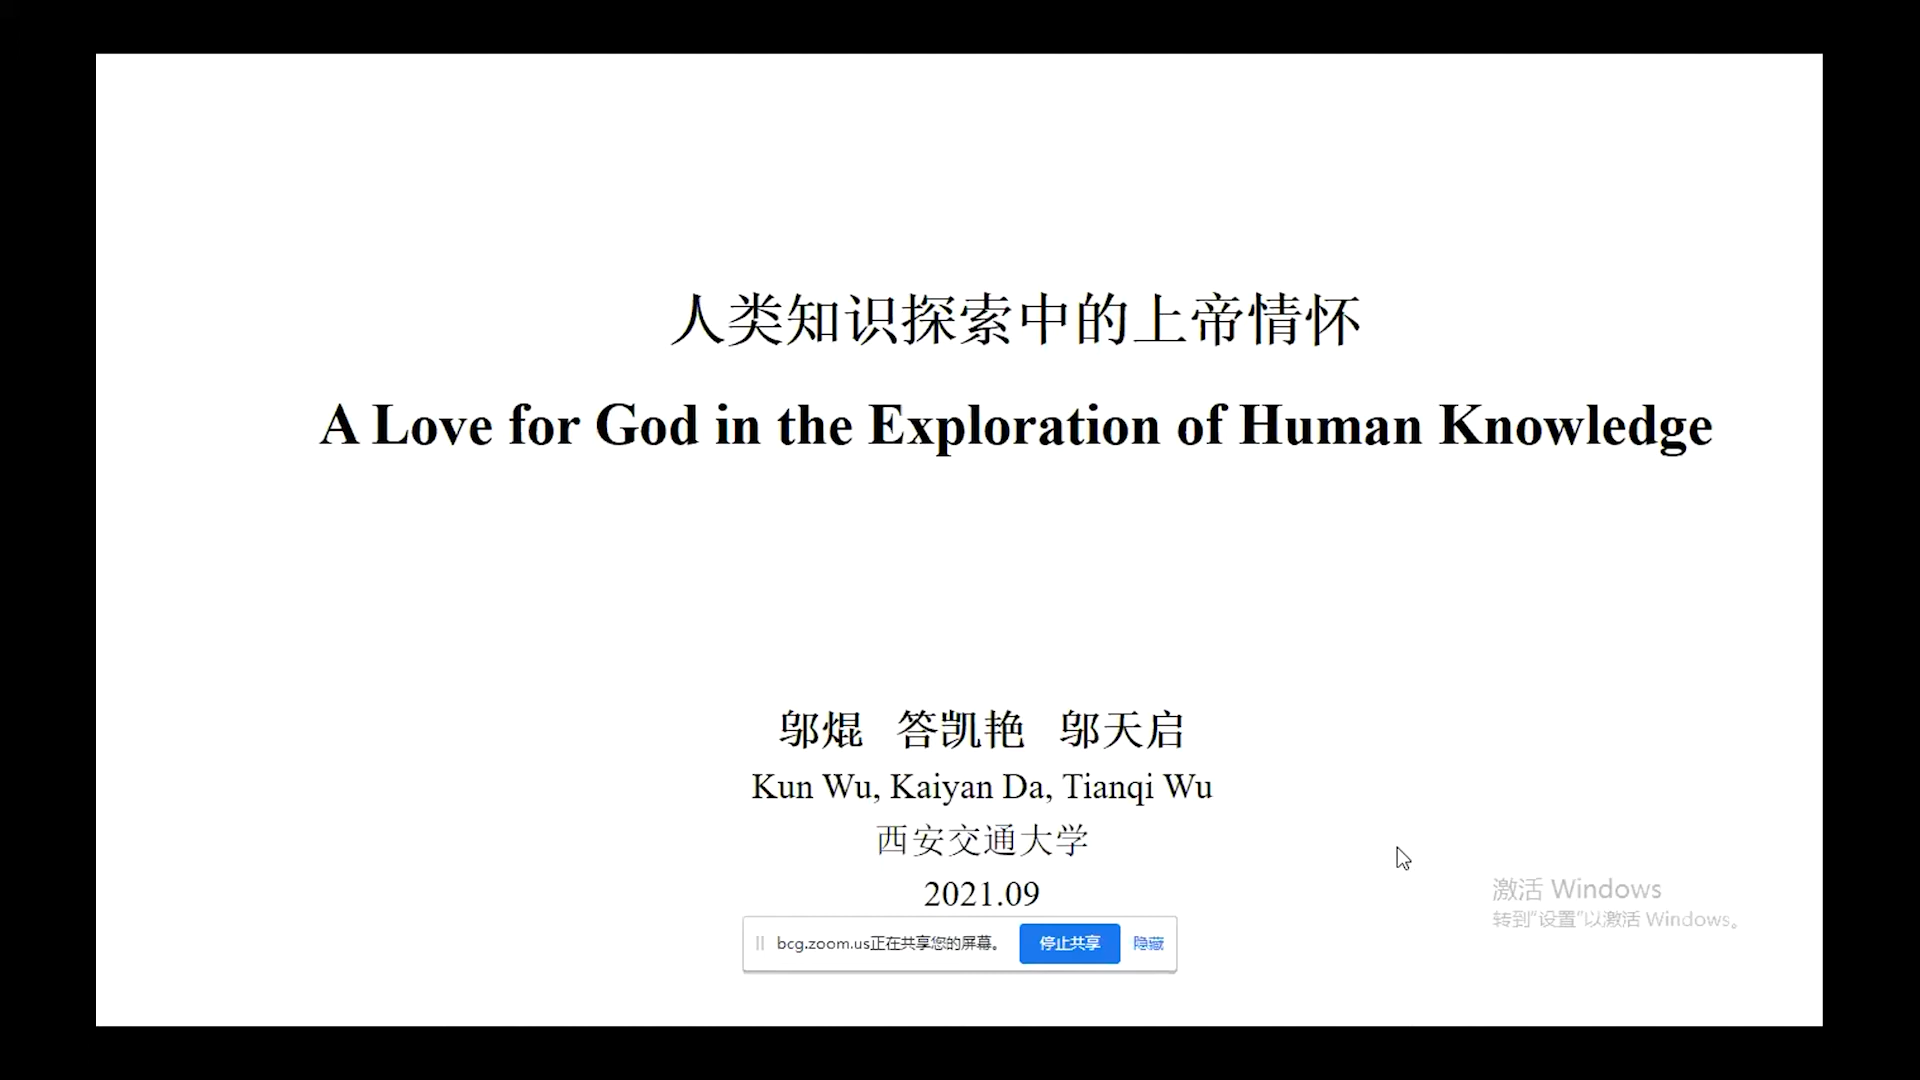 人类知识探索中的上帝情怀
A Love for God in the Exploration of Human Knowledge
邬焜 答凯艳 邬天启
Kun Wu, Kaiyan Da, Tianqi Wu
西安交通大学
2021.09
bcg.zoom.us正在共享您的屏幕。 停止共享 隐藏
激活 Windows
转到"设置"以激活 Windows。